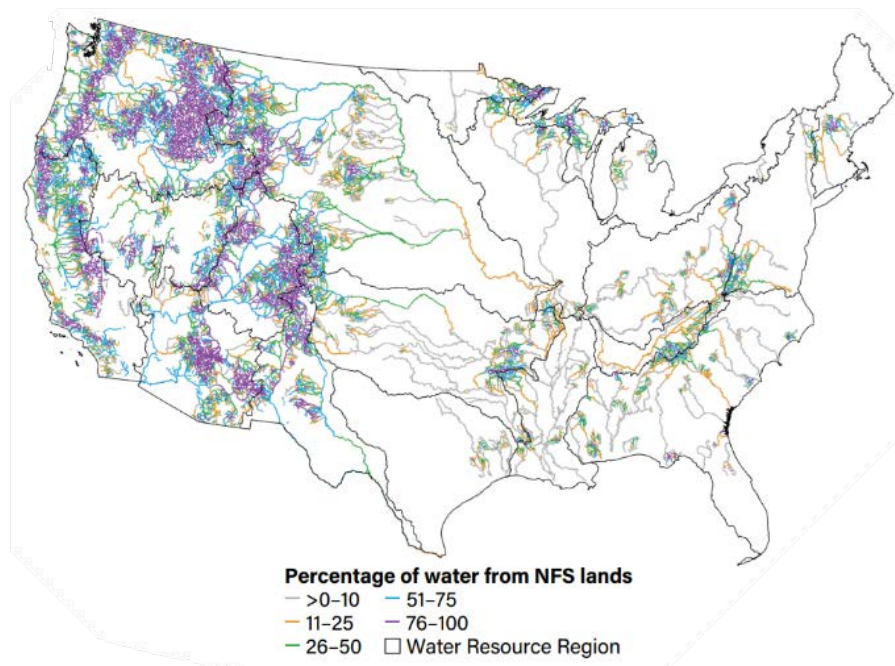 Percentage of water from NFS lands
>0–10 51–75
11–25 76–100
26–50 Water Resource Region